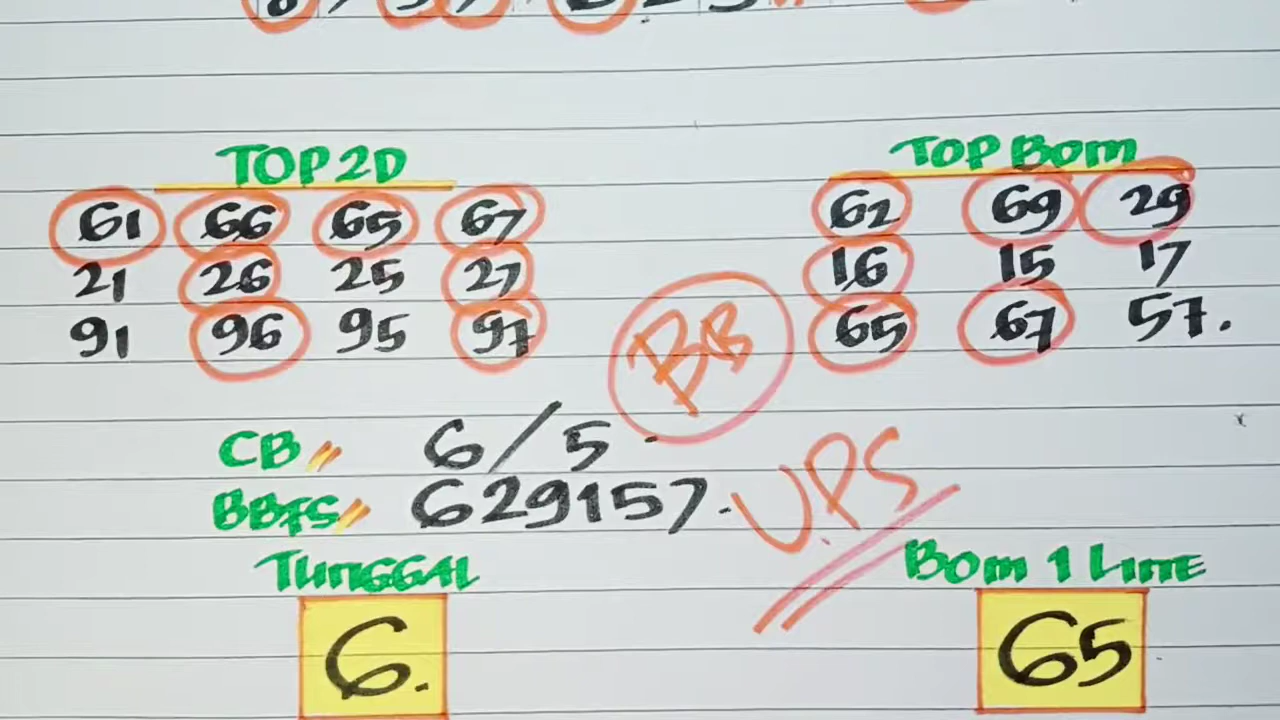 TOP 2D
61 66 65 67
21 26 25 27
91 96 95 97
TOP Bom
62 69 29
16 15 17
65 67 57.
BB
CB 6/5
BBFS 629157.
U.PS
TUNGGAL
6.
Bom 1 LINE
65